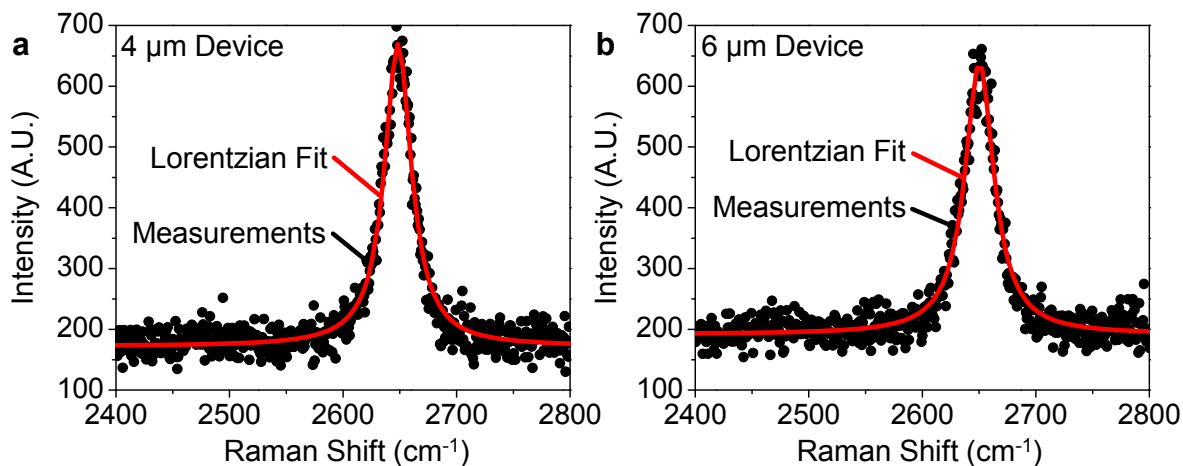 a
4 µm Device
Lorentzian Fit
Measurements
Intensity (A.U.)
700
600
500
400
300
200
100
2400 2500 2600 2700 2800
Raman Shift (cm⁻¹)
b
6 µm Device
Lorentzian Fit
Measurements
Intensity (A.U.)
700
600
500
400
300
200
100
2400 2500 2600 2700 2800
Raman Shift (cm⁻¹)